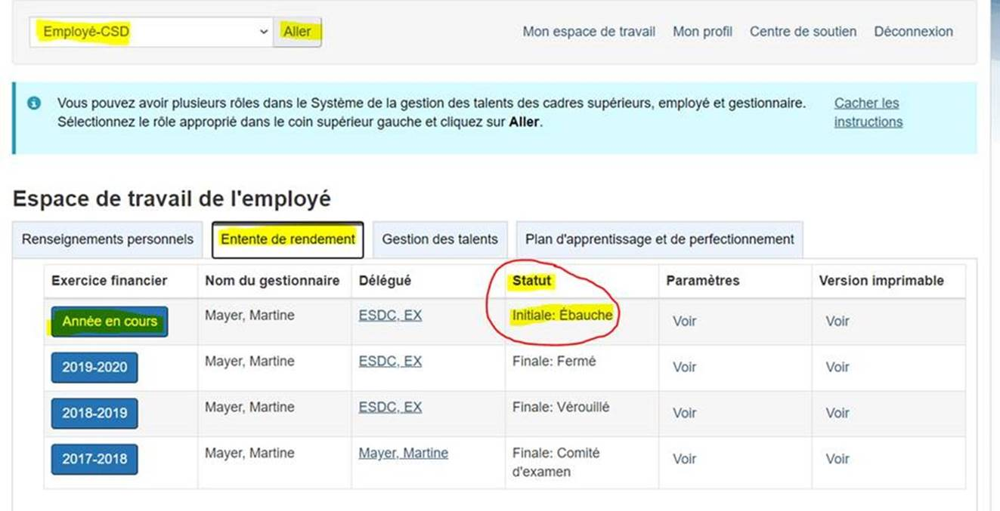 Employé-CSD Aller Mon espace de travail Mon profil Centre de soutien Déconnexion
Vous pouvez avoir plusieurs rôles dans le Système de la gestion des talents des cadres supérieurs, employé et gestionnaire. Cacher les
Sélectionnez le rôle approprié dans le coin supérieur gauche et cliquez sur Aller. instructions
Espace de travail de l'employé
Renseignements personnels Entente de rendement Gestion des talents Plan d'apprentissage et de perfectionnement
Exercice financier Nom du gestionnaire Délégué Statut Paramètres Version imprimable
Année en cours Mayer, Martine ESDC, EX Initiale: Ébauche Voir Voir
2019-2020 Mayer, Martine ESDC, EX Finale: Fermé Voir Voir
2018-2019 Mayer, Martine ESDC, EX Finale: Vérouillé Voir Voir
2017-2018 Mayer, Martine Mayer, Martine Finale: Comité Voir Voir
d'examen